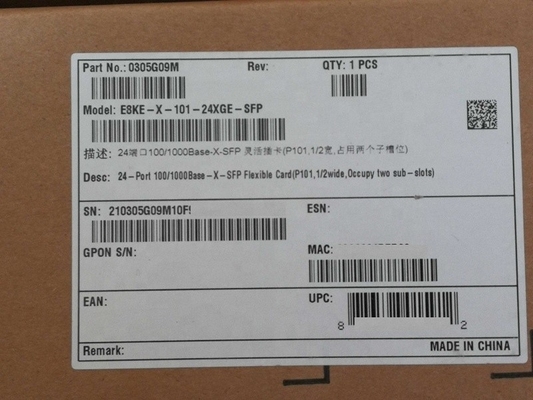 Part No.: 0305G09M Rev: QTY: 1 PCS
Model: E8KE-X-101-24XGE-SFP
描述: 24端口100/1000Base-X-SFP 灵活插卡(P101,1/2宽,占用两个子槽位)
Desc: 24-Port 100/1000Base-X-SFP Flexible Card(P101,1/2wide,Occupy two sub-slots)
SN: 210305G09M10F ESN:
GPON S/N: MAC:
EAN: UPC:
8 2
Remark: MADE IN CHINA